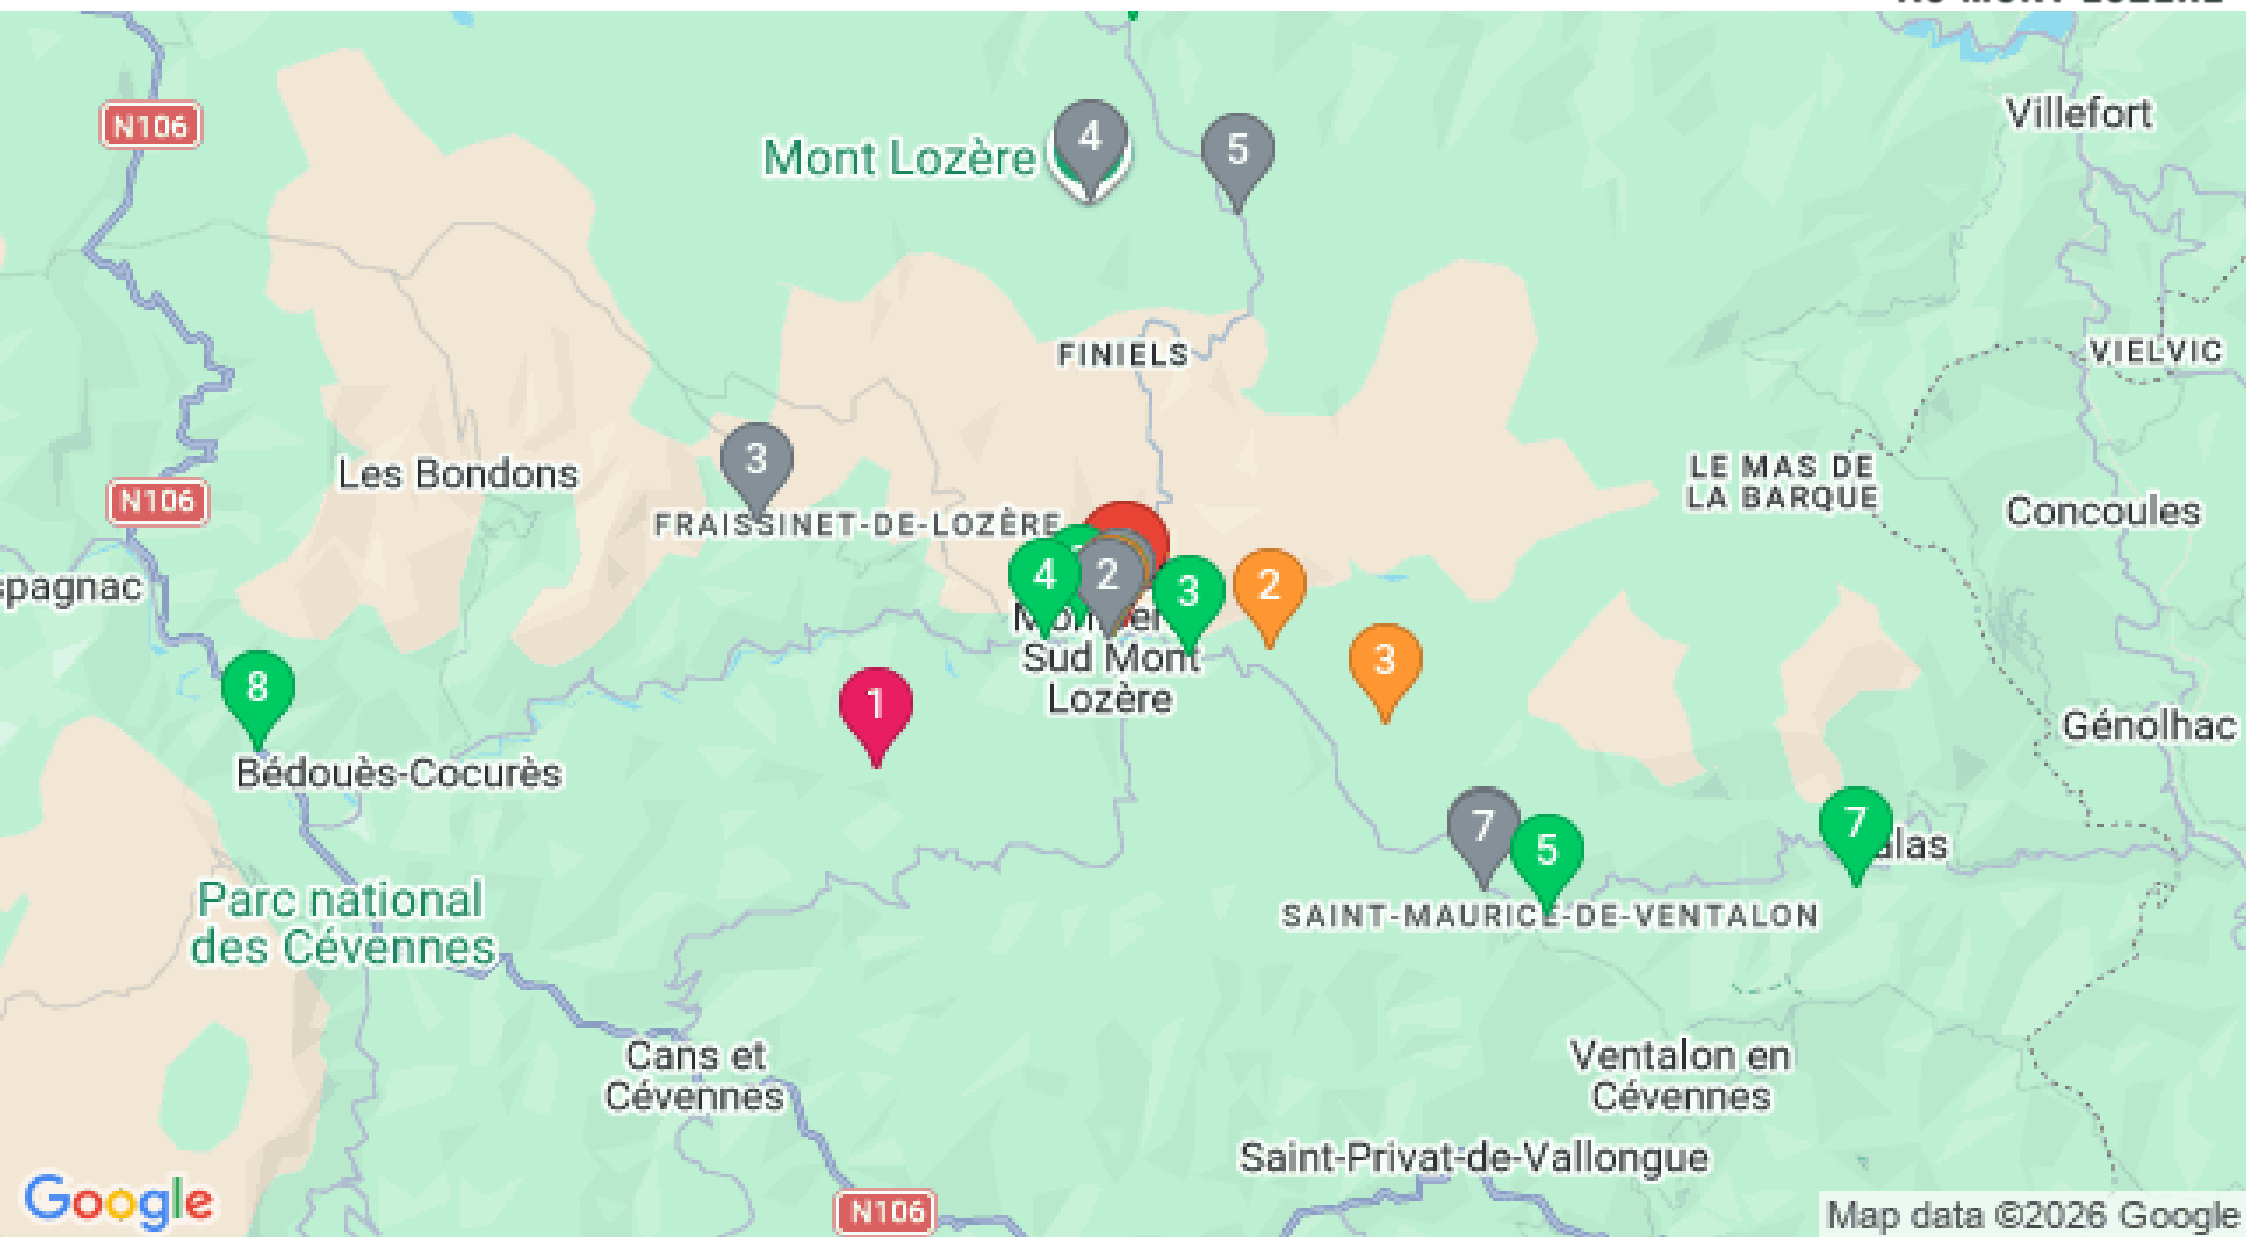 N106
Mont Lozère
4
5
Villefort
FINIELS
VIELVIC
3
Les Bondons
N106
LE MAS DE
LA BARQUE
Concoules
FRAISSINET-DE-LOZÈRE
4
2
3
2
Sud Mont
Lozère
3
8
1
Génolhac
Bédouès-Cocurès
7
5
7
SAINT-MAURICE-DE-VENTALON
Parc national
des Cévennes
Cans et
Cévennes
Ventalon en
Cévennes
Saint-Privat-de-Vallongue
N106
Google
Map data ©2026 Google